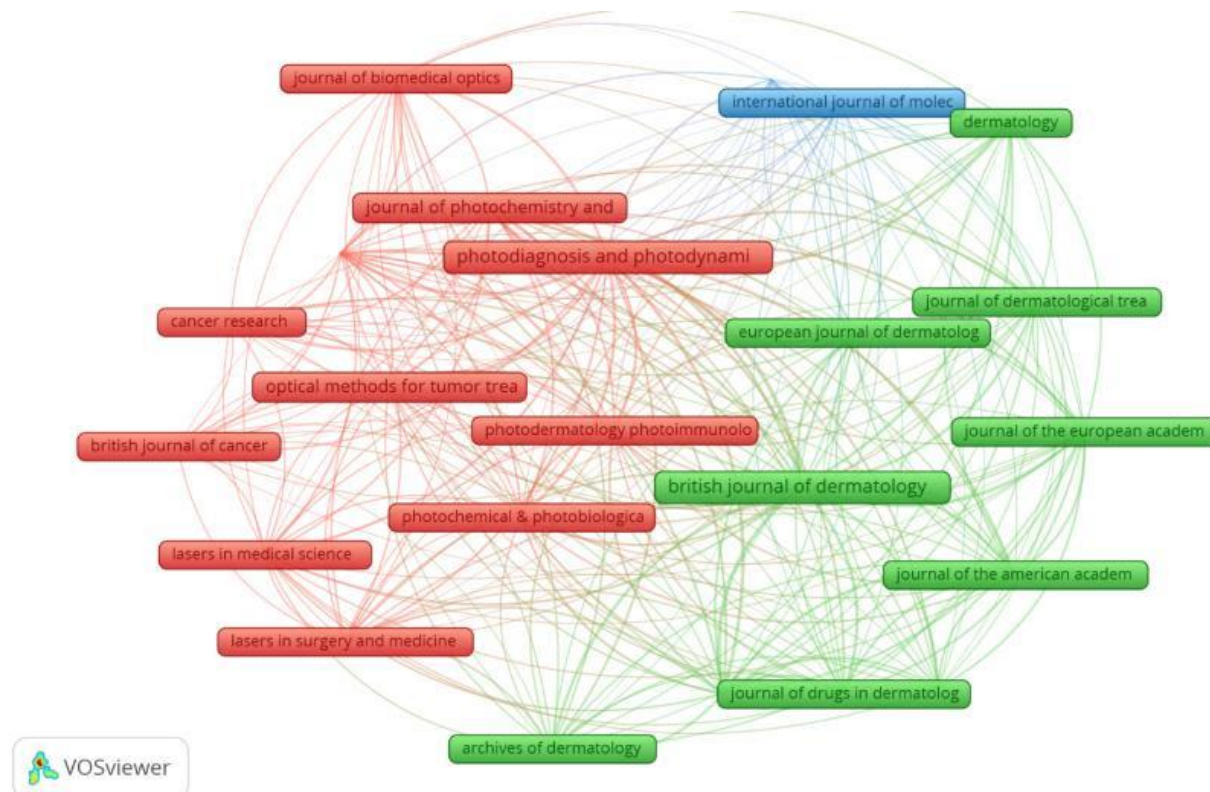 journal of biomedical optics
international journal of molec
dermatology
journal of photochemistry and
photodiagnosis and photodynami
journal of dermatological trea
cancer research
european journal of dermatolog
optical methods for tumor trea
photodermatology photoimmunolo
journal of the european academ
british journal of cancer
british journal of dermatology
photochemical & photobiologica
lasers in medical science
journal of the american academ
lasers in surgery and medicine
journal of drugs in dermatolog
archives of dermatology
VOSviewer